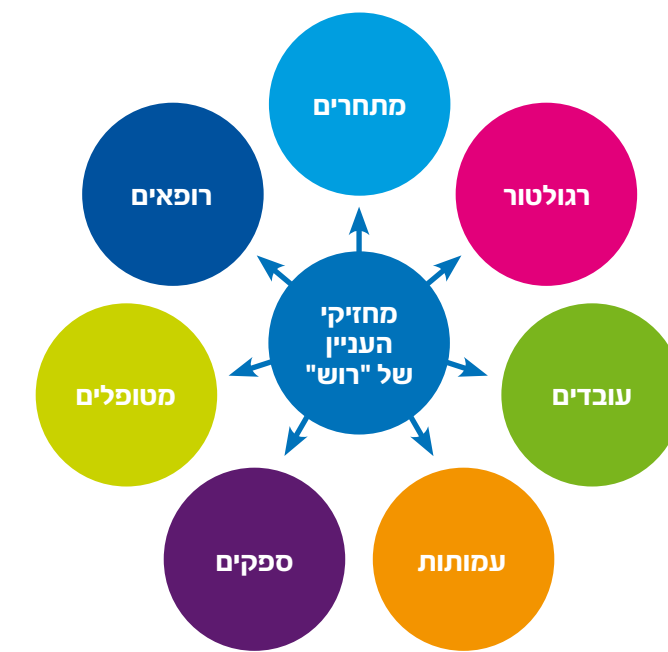 מתחרים
רופאים
רגולטור
מחזיקי
העניין
של "רוש"
מטופלים
עובדים
ספקים
עמותות